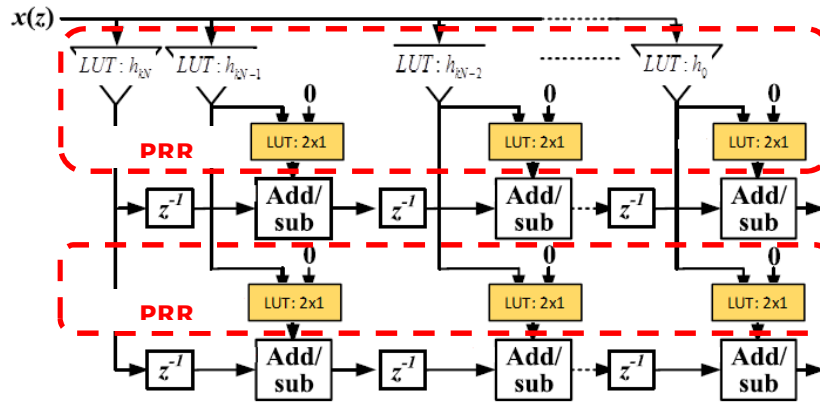 x(z)
LUT: h_{kN} LUT: h_{kN-1} LUT: h_{kN-2} LUT: h_0
0 0 0
LUT: 2x1 LUT: 2x1 LUT: 2x1
PRR
z^{-1} Add/ sub z^{-1} Add/ sub z^{-1} Add/ sub
0 0 0
LUT: 2x1 LUT: 2x1 LUT: 2x1
PRR
z^{-1} Add/ sub z^{-1} Add/ sub z^{-1} Add/ sub